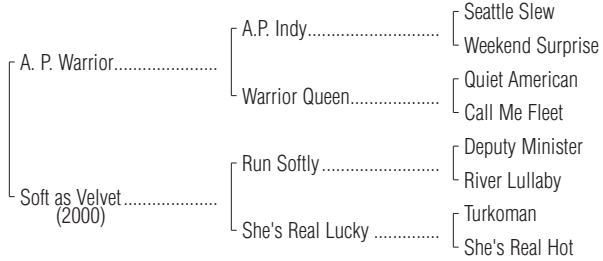 Seattle Slew
A.P. Indy
Weekend Surprise
A. P. Warrior
Quiet American
Warrior Queen
Call Me Fleet
Deputy Minister
Run Softly
River Lullaby
Soft as Velvet
(2000)
Turkoman
She's Real Lucky
She's Real Hot